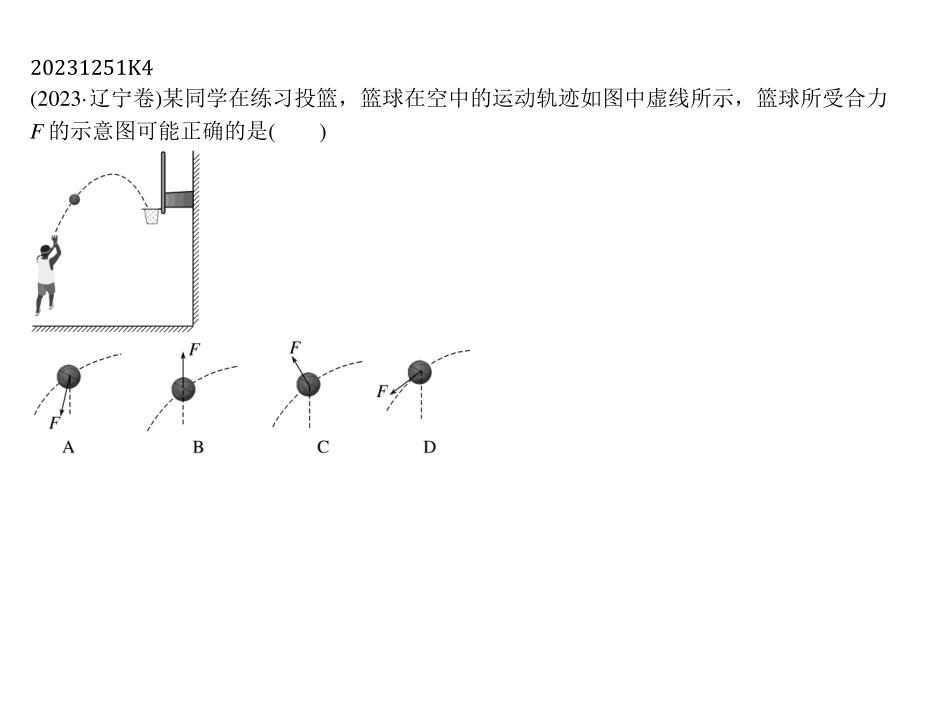 20231251K4
(2023·辽宁卷)某同学在练习投篮，篮球在空中的运动轨迹如图中虚线所示，篮球所受合力
F 的示意图可能正确的是(　　)
F
F
F
F
A B C D